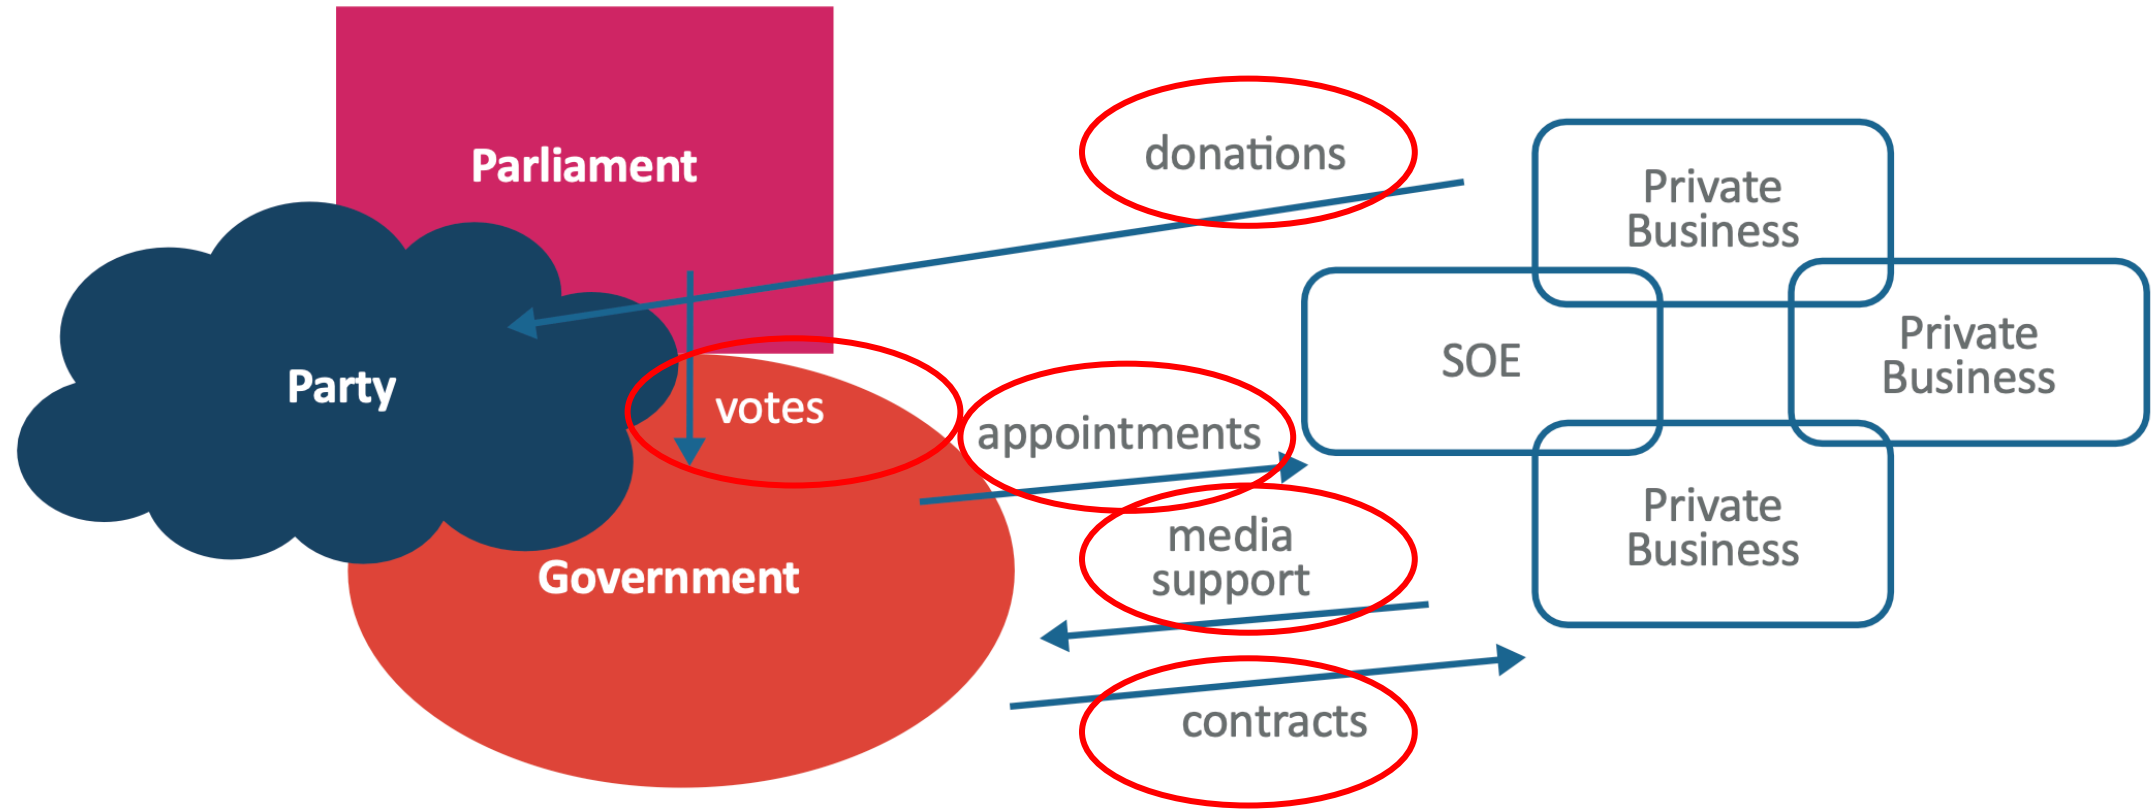 Parliament
donations
Private
Business
Private
Business
SOE
Party
votes
appointments
Private
Business
media
support
Government
contracts